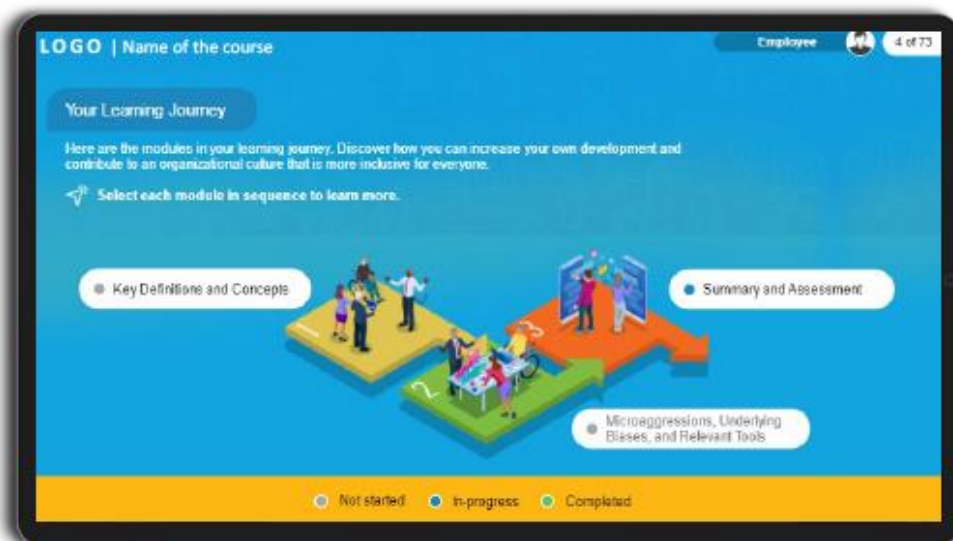 LOGO | Name of the course
Employee
4 of 73
Your Learning Journey
Here are the modules in your learning journey. Discover how you can increase your own development and
contribute to an organizational culture that is more inclusive for everyone.
Select each module in sequence to learn more.
Key Definitions and Concepts
Summary and Assessment
1
3
2
Microaggressions, Underlying
Biases, and Relevant Tools
Not started
In-progress
Completed